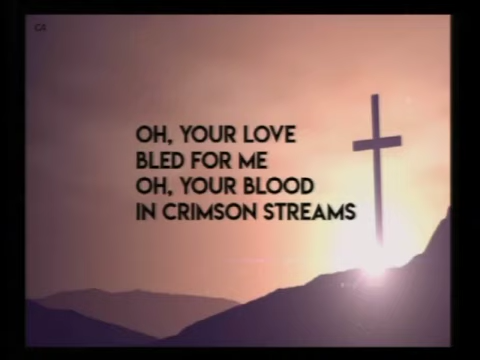 OH, YOUR LOVE
BLED FOR ME
OH, YOUR BLOOD
IN CRIMSON STREAMS